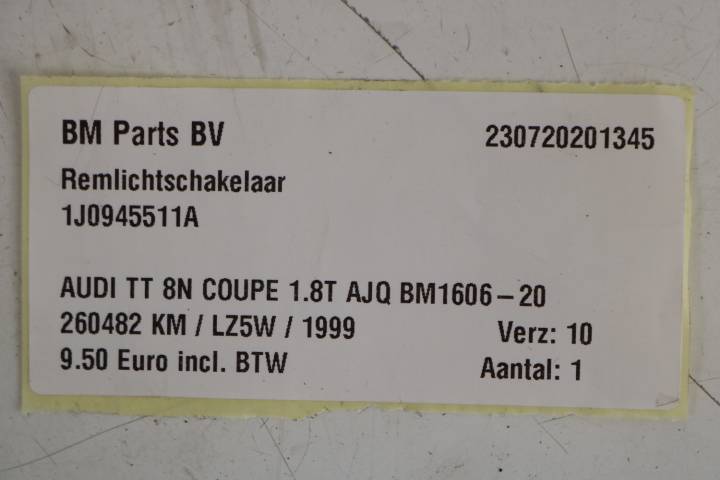 BM Parts BV 230720201345
Remlichtschakelaar
1J0945511A
AUDI TT 8N COUPE 1.8T AJQ BM1606-20
260482 KM / LZ5W / 1999 Verz: 10
9.50 Euro incl. BTW Aantal: 1